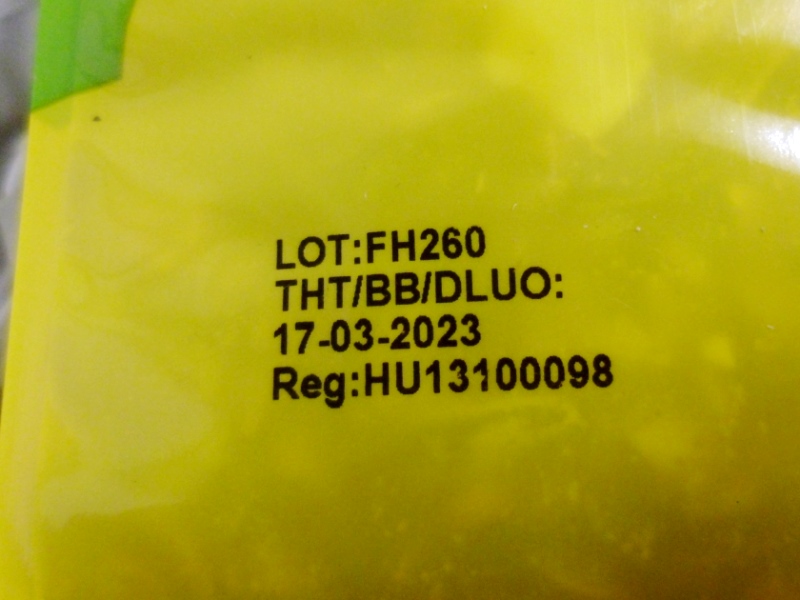 LOT:FH260
THT/BB/DLUO:
17-03-2023
Reg:HU13100098